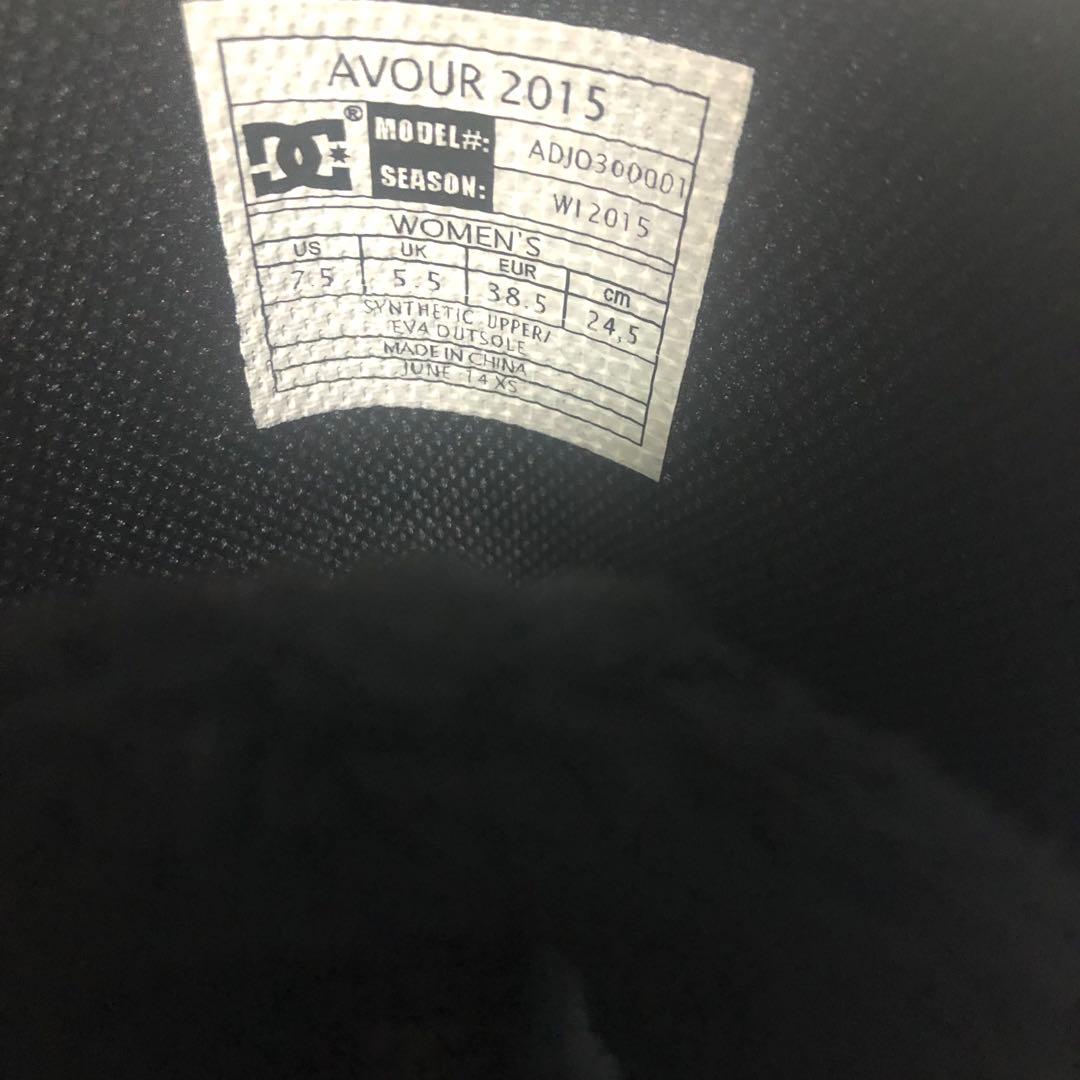 AVOUR 2015
DC®
MODEL#: ADJO300001
SEASON: WI 2015
WOMEN'S
US UK EUR cm
7.5 5.5 38.5 24,5
SYNTHETIC UPPER/
EVA OUTSOLE
MADE IN CHINA
JUNE 14 XS